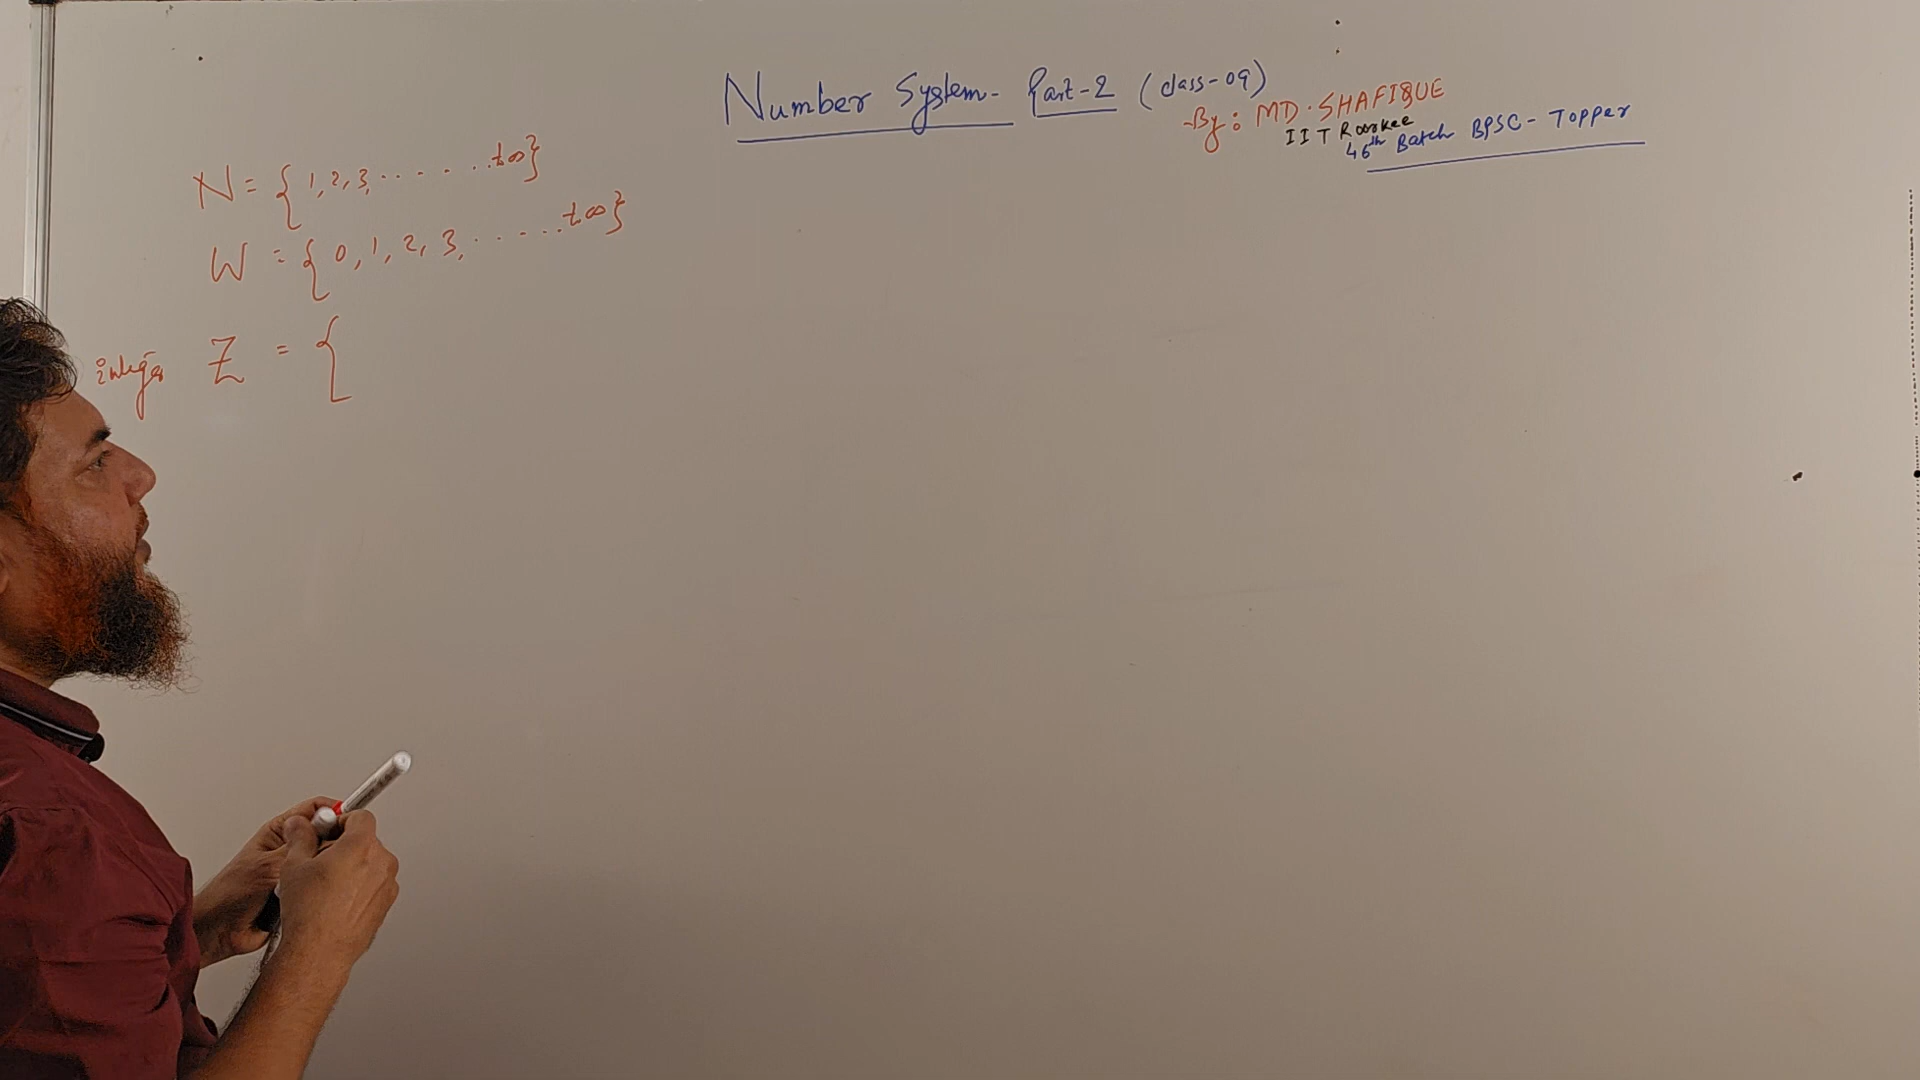 Number System- Part-2 (class-09)
-By: MD. SHAFIQUE
IIT Roorkee
46th Batch BPSC- Topper
N = { 1, 2, 3, ....... to ∞}
W = { 0, 1, 2, 3, ....... to ∞}
integer Z = {